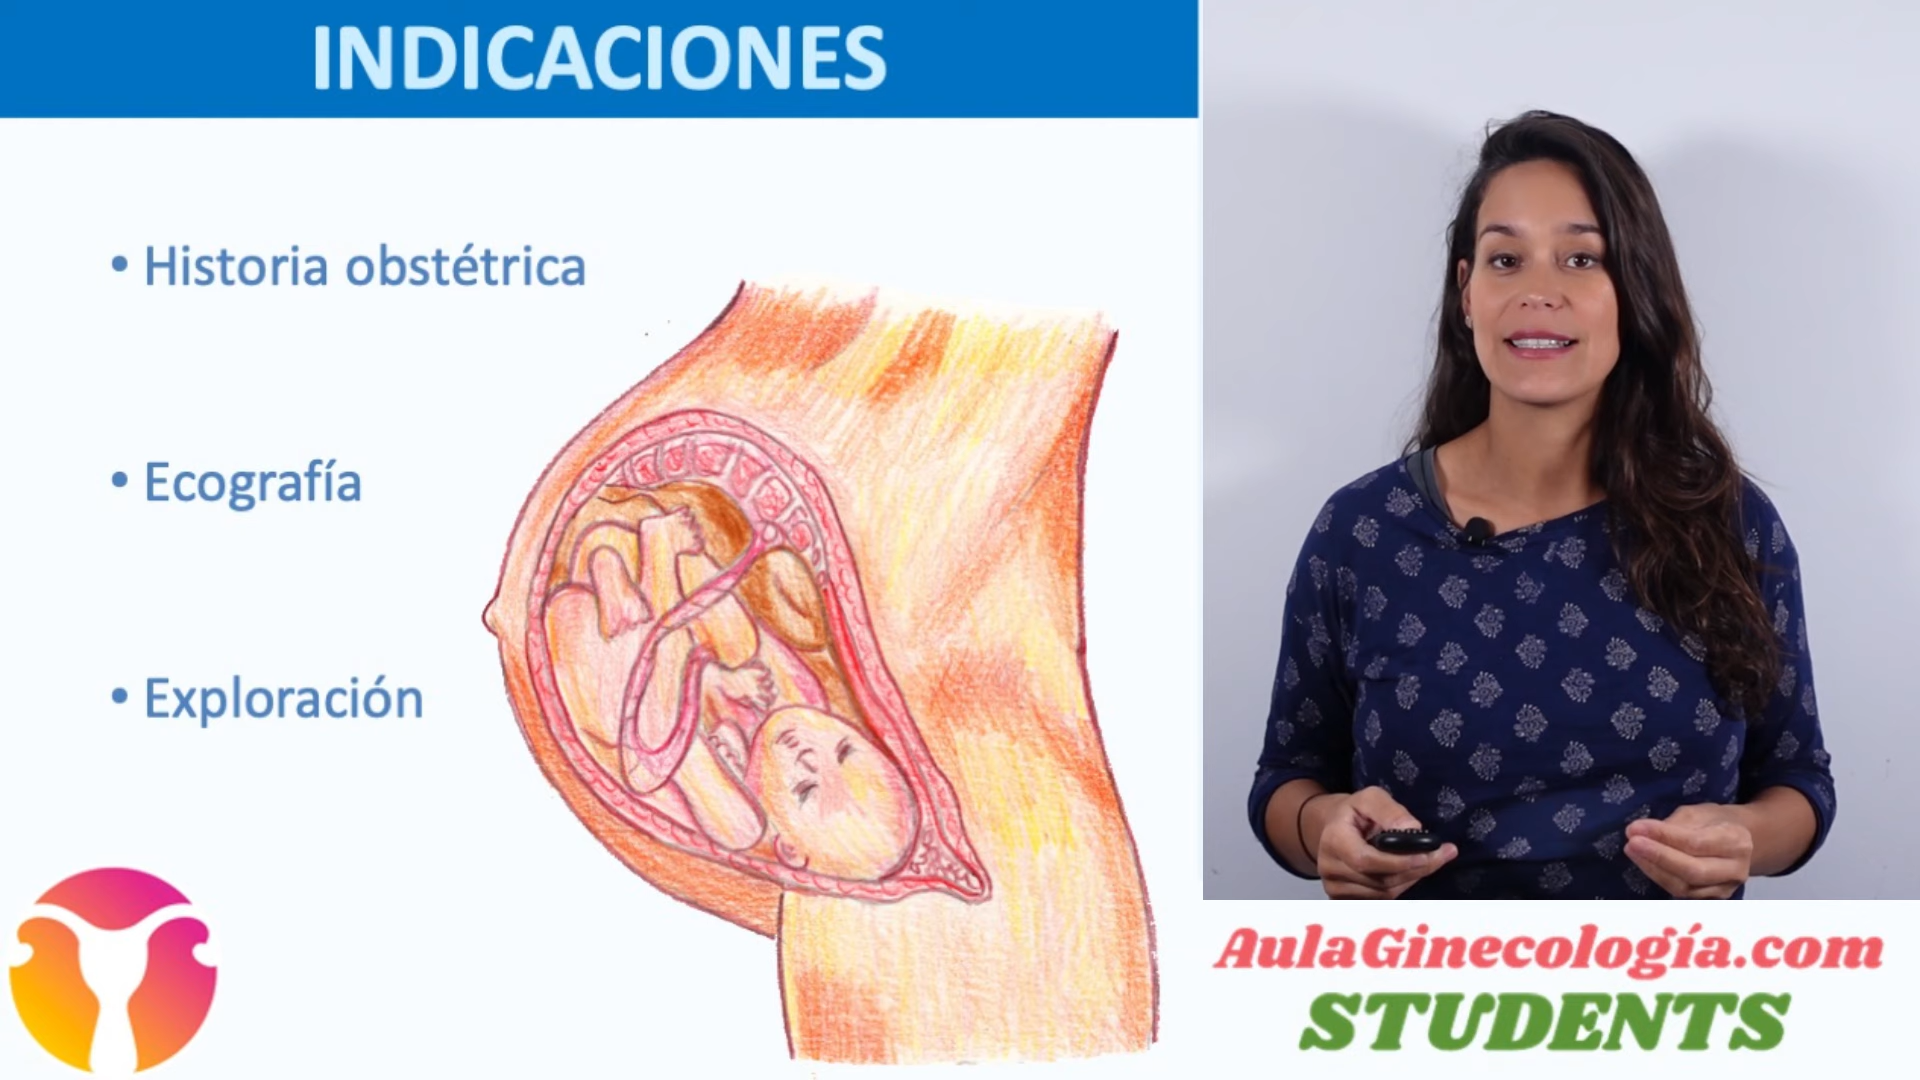 INDICACIONES
• Historia obstétrica
• Ecografía
• Exploración
AulaGinecología.com
STUDENTS